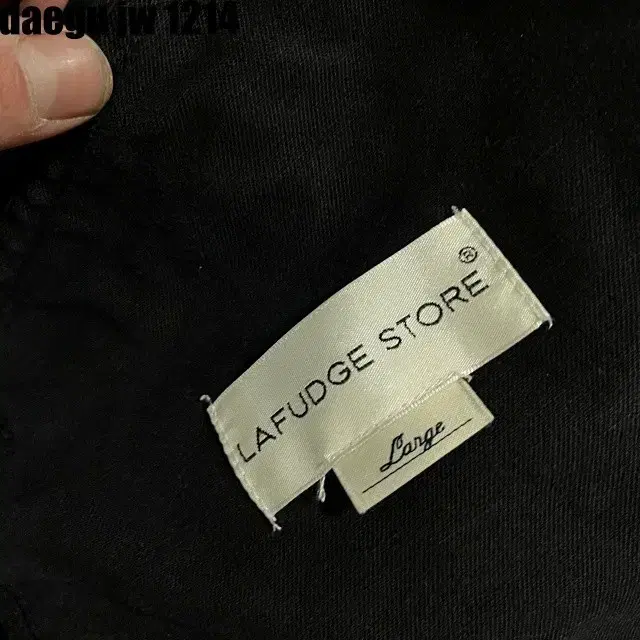 daegu jw 1214
LAFUDGE STORE ®
Large